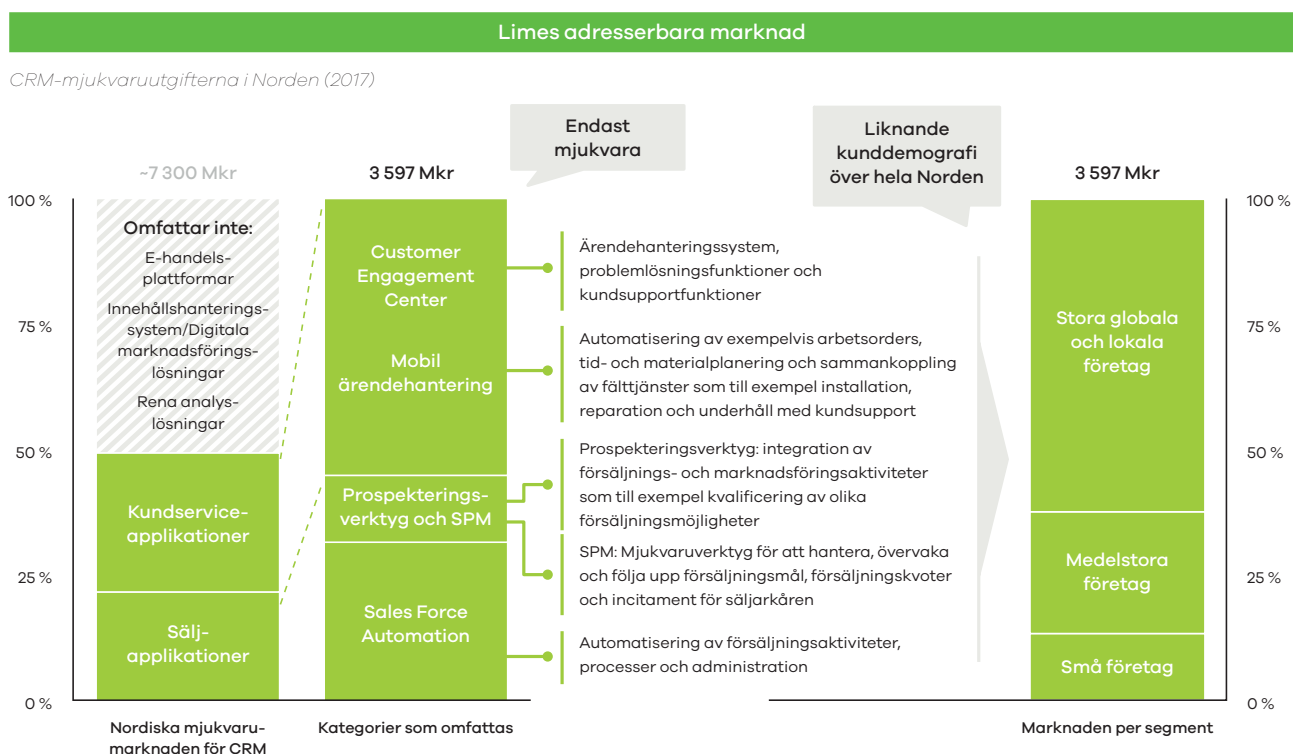 Limes adresserbara marknad
CRM-mjukvaruutgifterna i Norden (2017)
Endast
mjukvara
Liknande
kunddemografi
över hela Norden
~7 300 Mkr
3 597 Mkr
3 597 Mkr
100 %
75 %
50 %
25 %
0 %
Omfattar inte:
E-handels-
plattformar
Innehållshanterings-
system/Digitala
marknadsförings-
lösningar
Rena analys-
lösningar
Kundservice-
applikationer
Sälj-
applikationer
Nordiska mjukvaru-
marknaden för CRM
Customer
Engagement
Center
Mobil
ärendehantering
Prospekterings-
verktyg och SPM
Sales Force
Automation
Kategorier som omfattas
Ärendehanteringssystem,
problemlösningsfunktioner och
kundsupportfunktioner
Automatisering av exempelvis arbetsorders,
tid- och materialplanering och sammankoppling
av fälttjänster som till exempel installation,
reparation och underhåll med kundsupport
Prospekteringsverktyg: integration av
försäljnings- och marknadsföringsaktiviteter
som till exempel kvalificering av olika
försäljningsmöjligheter
SPM: Mjukvaruverktyg för att hantera, övervaka
och följa upp försäljningsmål, försäljningskvoter
och incitament för säljarkåren
Automatisering av försäljningsaktiviteter,
processer och administration
Stora globala
och lokala
företag
Medelstora
företag
Små företag
Marknaden per segment
100 %
75 %
50 %
25 %
0 %